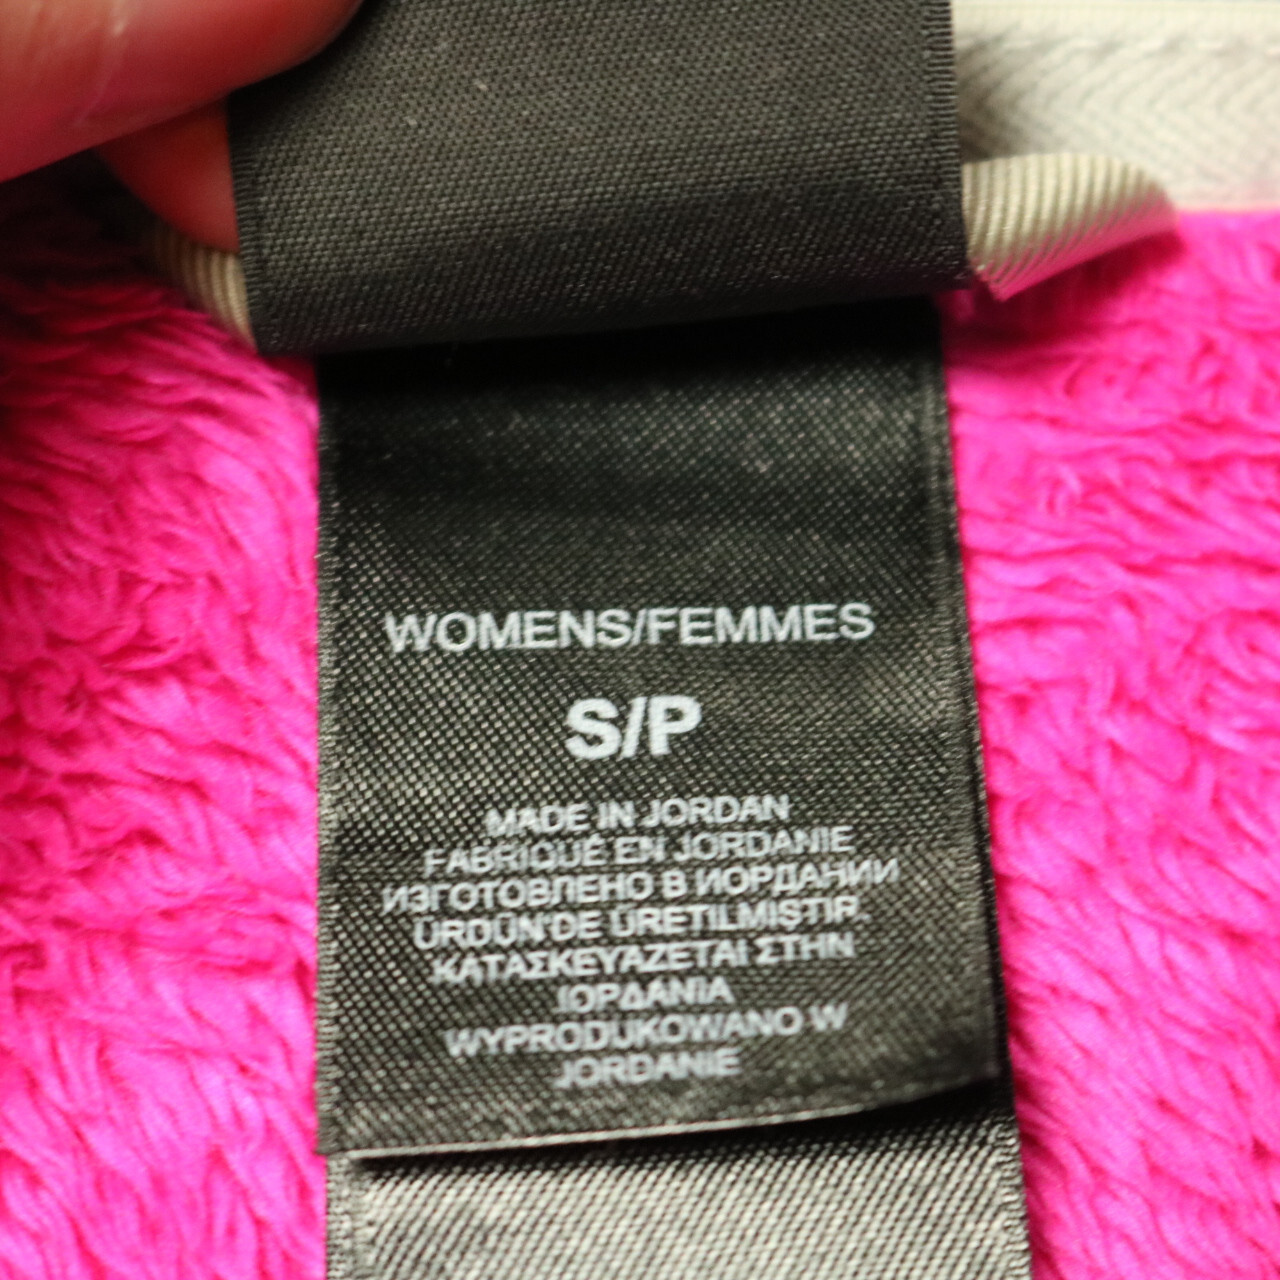 WOMENS/FEMMES
S/P
MADE IN JORDAN
FABRIQUÉ EN JORDANIE
ИЗГОТОВЛЕНО В ИОРДАНИИ
ÜRDÜN'DE ÜRETILMIŞTIR.
ΚΑΤΑΣΚΕΥΑΖΕΤΑΙ ΣΤΗΝ
ΙΟΡΔΑΝΙΑ
WYPRODUKOWANO W
JORDANIE